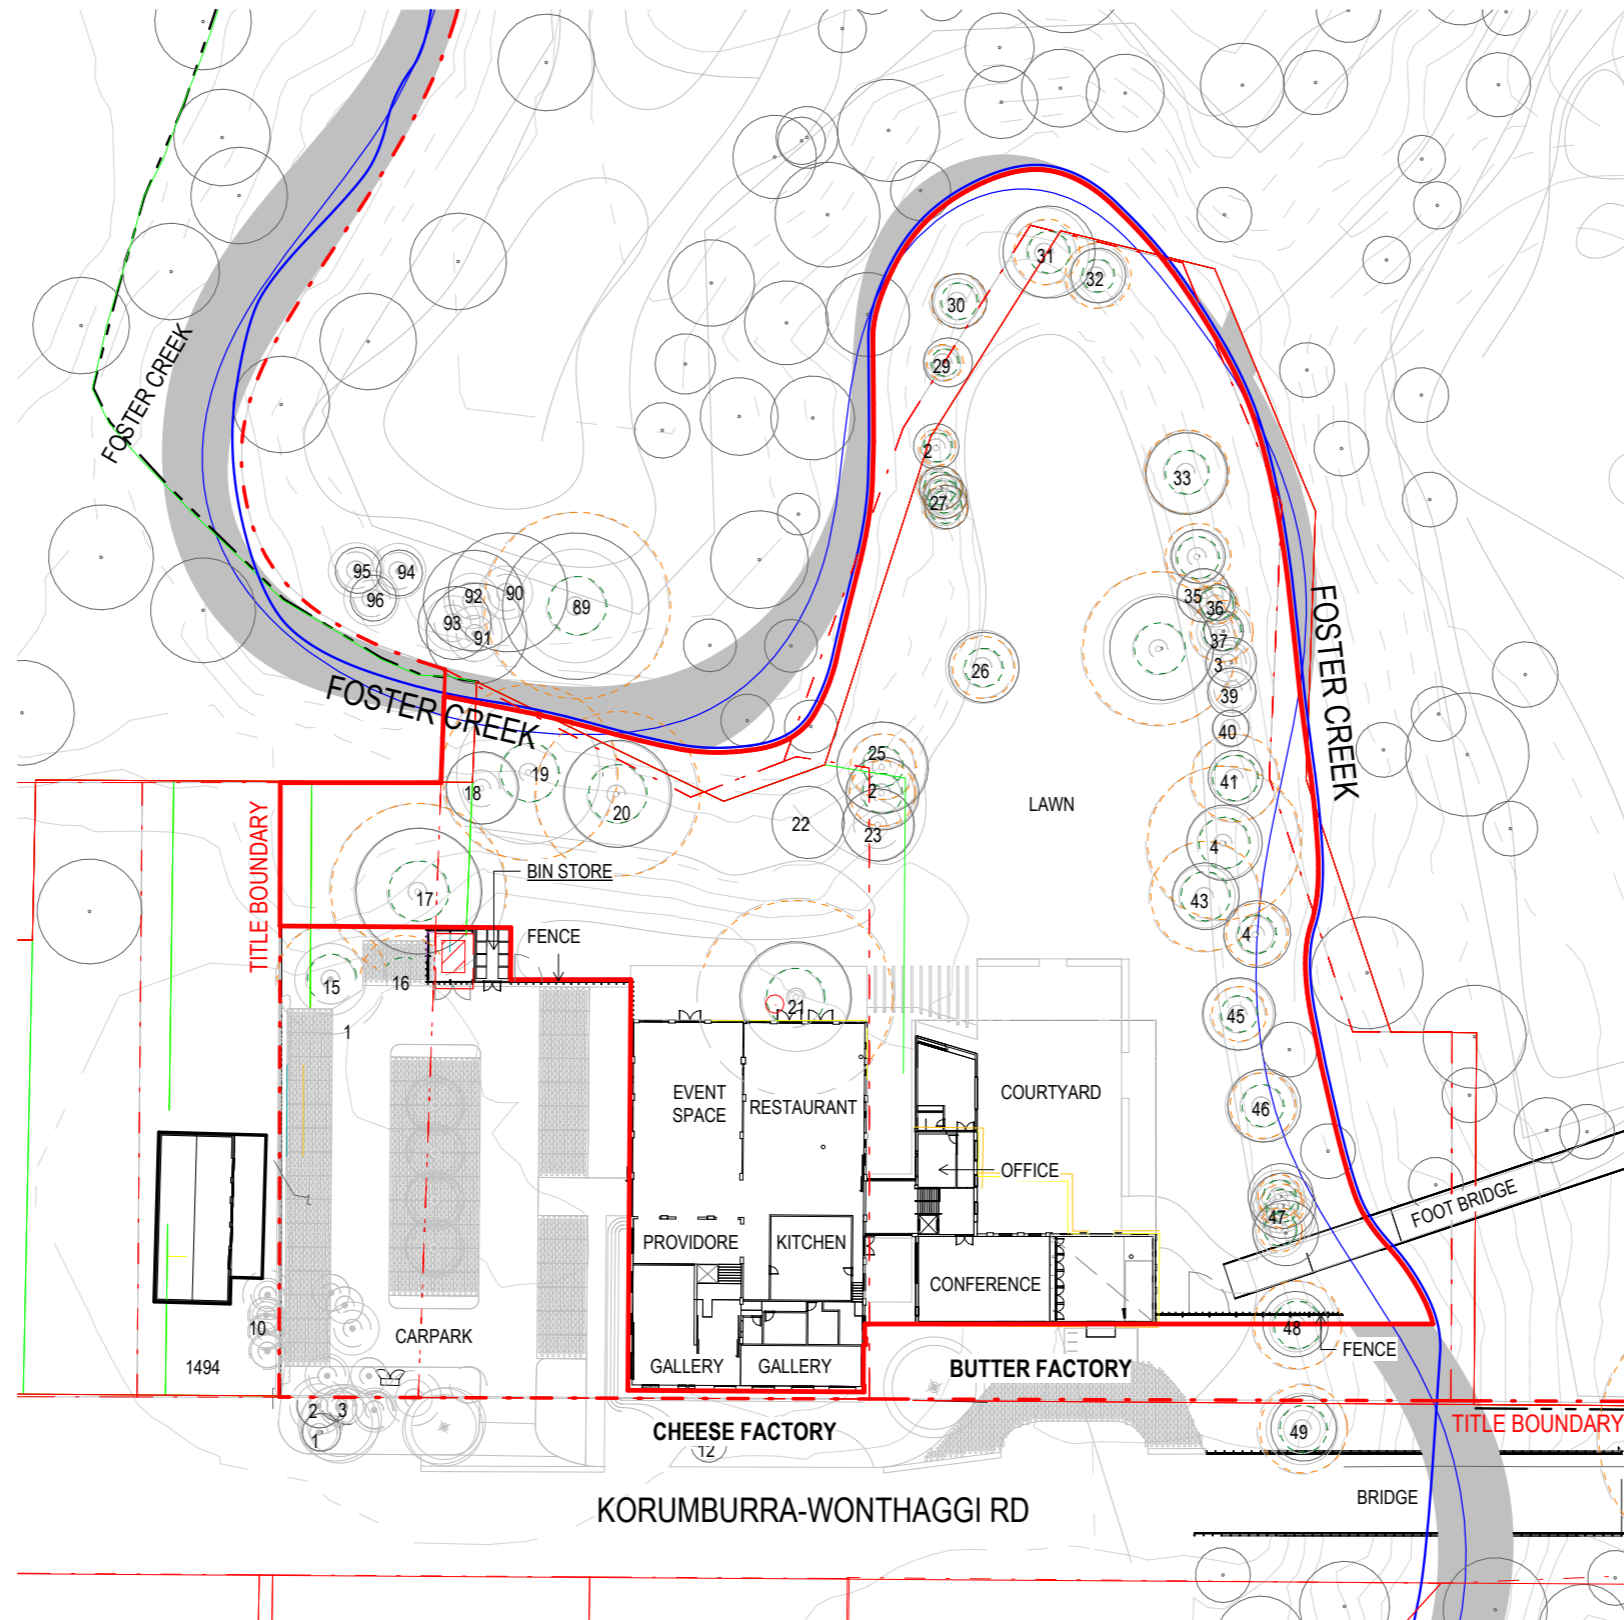 31
32
30
29
2
27
33
FOSTER CREEK
95
94
96
92
90
89
93
91
35
36
37
3
39
40
41
26
FOSTER CREEK
FOSTER CREEK
25
2
23
22
18
19
20
17
LAWN
4
43
4
45
46
47
48
49
TITLE BOUNDARY
BIN STORE
FENCE
15
16
1
21
EVENT
SPACE
RESTAURANT
COURTYARD
OFFICE
PROVIDORE
KITCHEN
CONFERENCE
FOOT BRIDGE
10
1494
CARPARK
GALLERY
GALLERY
BUTTER FACTORY
FENCE
2
3
1
CHEESE FACTORY
12
TITLE BOUNDARY
BRIDGE
KORUMBURRA-WONTHAGGI RD